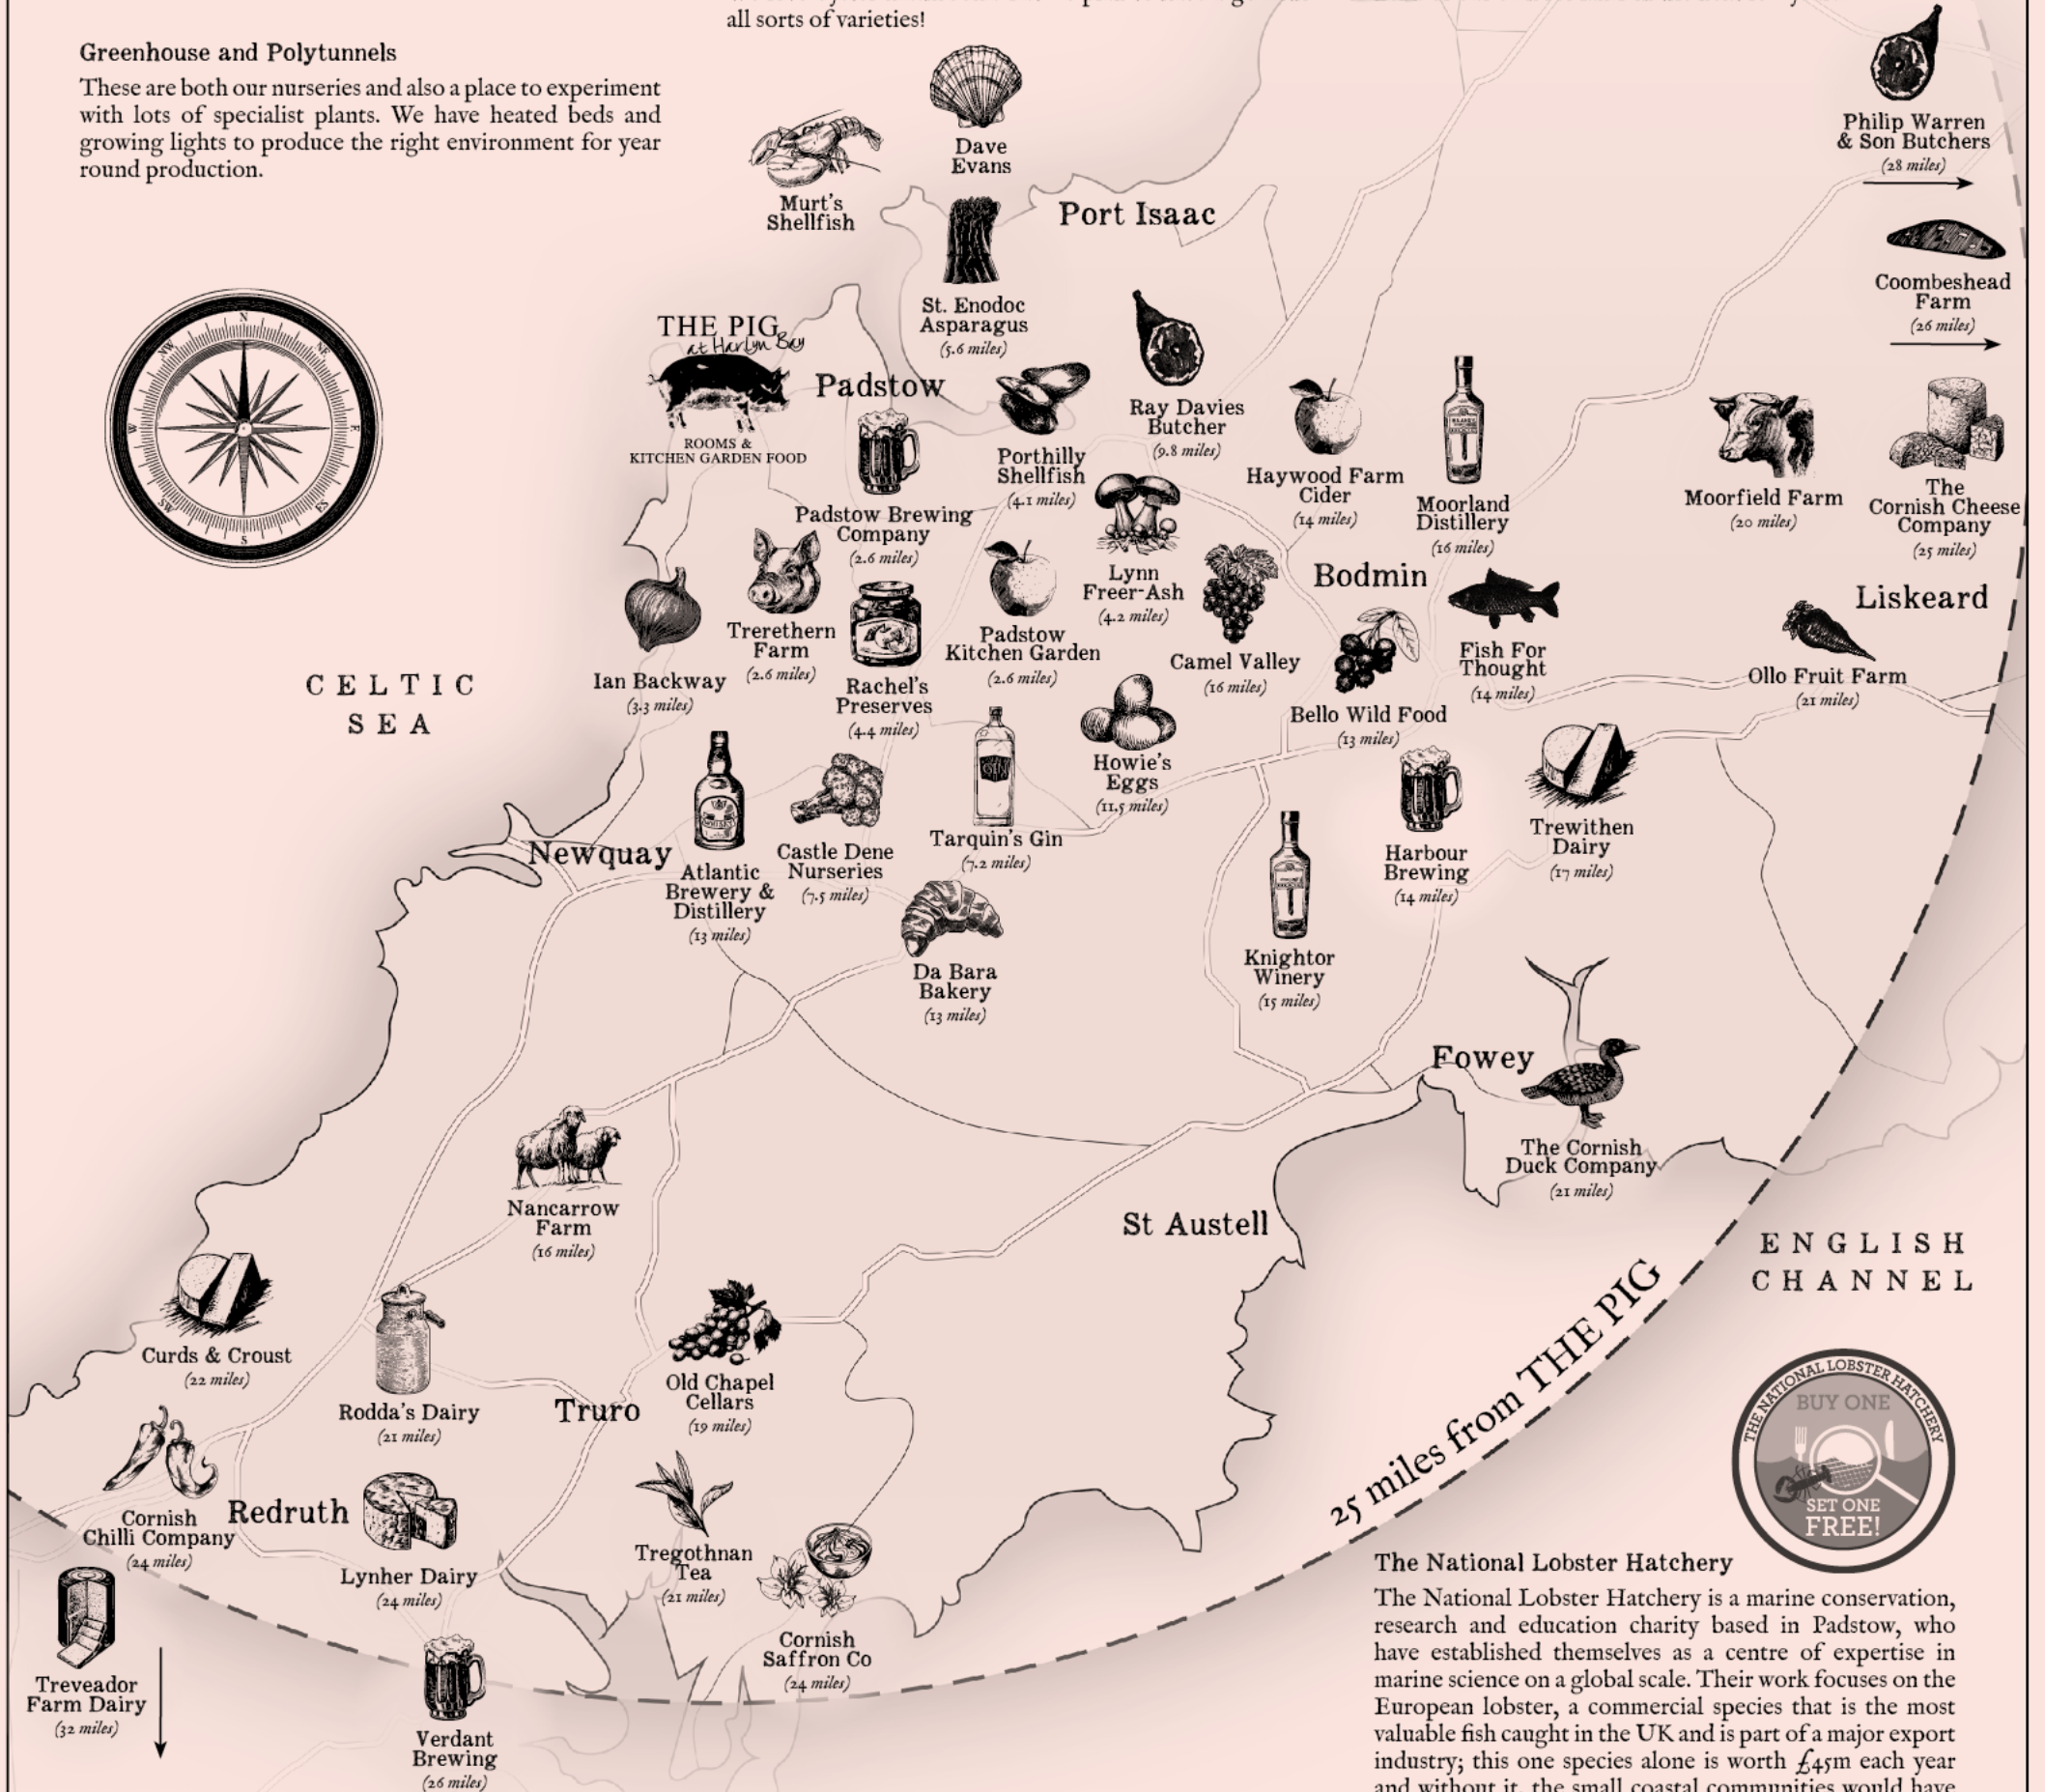 all sorts of varieties!
Greenhouse and Polytunnels
These are both our nurseries and also a place to experiment
with lots of specialist plants. We have heated beds and
growing lights to produce the right environment for year
round production.
Dave
Evans
Murt's
Shellfish
Philip Warren
& Son Butchers
(28 miles)
Port Isaac
St. Enodoc
Asparagus
(5.6 miles)
Coombeshead
Farm
(26 miles)
N
NE
E
ES
S
SW
W
NW
THE PIG
at Harlyn Bay
ROOMS &
KITCHEN GARDEN FOOD
Padstow
Padstow Brewing
Company
(2.6 miles)
Porthilly
Shellfish
(4.1 miles)
Ray Davies
Butcher
(9.8 miles)
Haywood Farm
Cider
(14 miles)
Moorland
Distillery
(16 miles)
Moorfield Farm
(20 miles)
The
Cornish Cheese
Company
(25 miles)
Liskeard
Lynn
Freer-Ash
(4.2 miles)
Bodmin
Trerethern
Farm
(2.6 miles)
Padstow
Kitchen Garden
(2.6 miles)
Camel Valley
(16 miles)
Fish For
Thought
(14 miles)
Ollo Fruit Farm
(21 miles)
CELTIC
SEA
Ian Backway
(3.3 miles)
Rachel's
Preserves
(4.4 miles)
Bello Wild Food
(13 miles)
Howie's
Eggs
(11.5 miles)
GIN
Tarquin's Gin
(7.2 miles)
Newquay
WHISKEY
Atlantic
Brewery &
Distillery
(13 miles)
Castle Dene
Nurseries
(7.5 miles)
Harbour
Brewing
(14 miles)
Trewithen
Dairy
(17 miles)
Da Bara
Bakery
(13 miles)
Knightor
Winery
(15 miles)
Fowey
The Cornish
Duck Company
(21 miles)
Nancarrow
Farm
(16 miles)
St Austell
ENGLISH
CHANNEL
25 miles from THE PIG
Curds & Croust
(22 miles)
Rodda's Dairy
(21 miles)
Truro
Old Chapel
Cellars
(19 miles)
Cornish
Chilli Company
(24 miles)
Redruth
Lynher Dairy
(24 miles)
Tregothnan
Tea
(21 miles)
Cornish
Saffron Co
(24 miles)
Treveador
Farm Dairy
(32 miles)
Verdant
Brewing
(26 miles)
THE NATIONAL LOBSTER HATCHERY
BUY ONE
SET ONE
FREE!
The National Lobster Hatchery
The National Lobster Hatchery is a marine conservation,
research and education charity based in Padstow, who
have established themselves as a centre of expertise in
marine science on a global scale. Their work focuses on the
European lobster, a commercial species that is the most
valuable fish caught in the UK and is part of a major export
industry; this one species alone is worth £45m each year
and without it, the small coastal communities would have